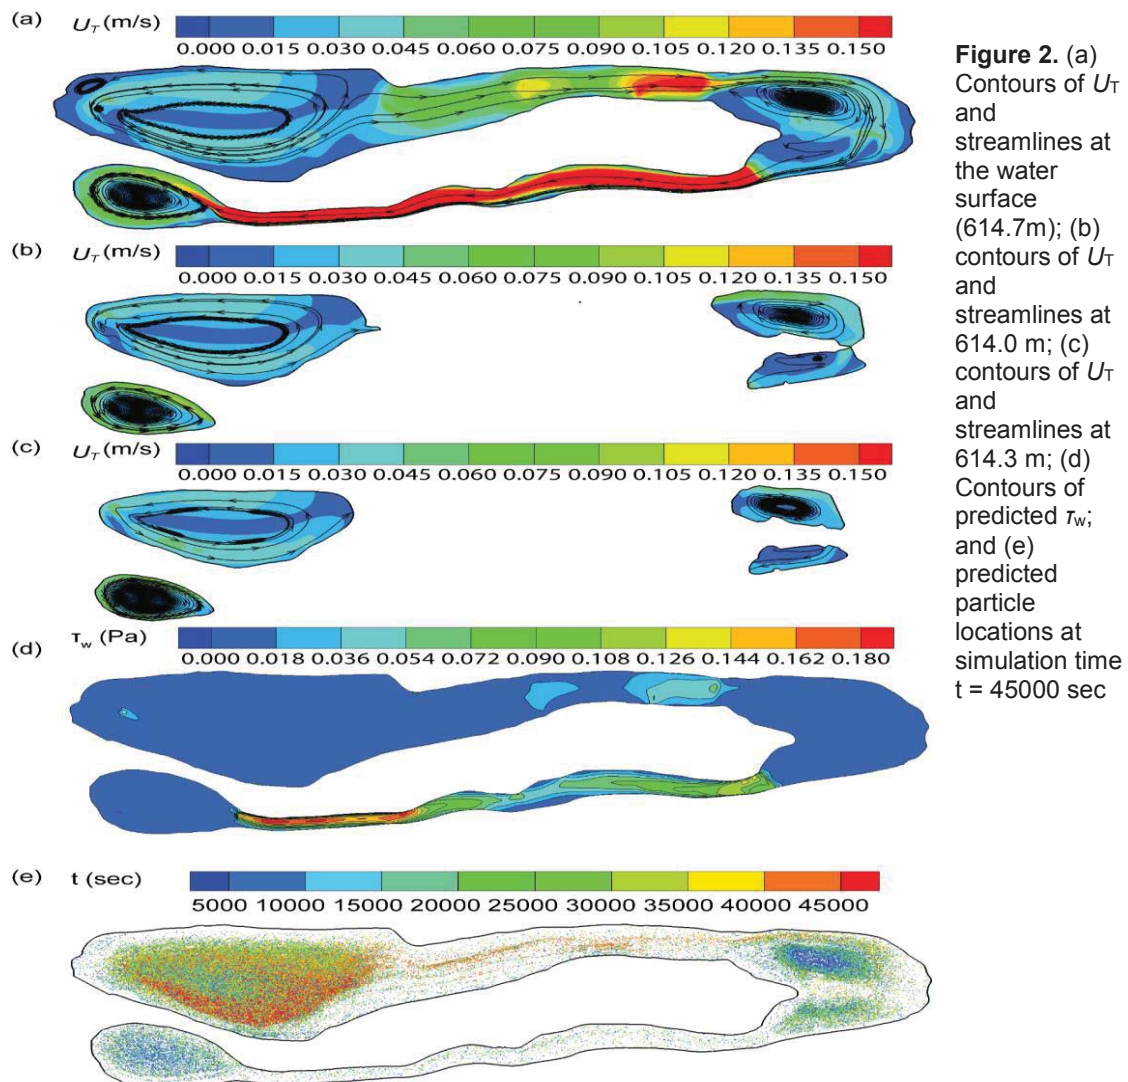 (a) U_T (m/s)
0.000 0.015 0.030 0.045 0.060 0.075 0.090 0.105 0.120 0.135 0.150
(b) U_T (m/s)
0.000 0.015 0.030 0.045 0.060 0.075 0.090 0.105 0.120 0.135 0.150
(c) U_T (m/s)
0.000 0.015 0.030 0.045 0.060 0.075 0.090 0.105 0.120 0.135 0.150
(d) τ_w (Pa)
0.000 0.018 0.036 0.054 0.072 0.090 0.108 0.126 0.144 0.162 0.180
(e) t (sec)
5000 10000 15000 20000 25000 30000 35000 40000 45000
Figure 2. (a)
Contours of U_T
and
streamlines at
the water
surface
(614.7m); (b)
contours of U_T
and
streamlines at
614.0 m; (c)
contours of U_T
and
streamlines at
614.3 m; (d)
Contours of
predicted τ_w;
and (e)
predicted
particle
locations at
simulation time
t = 45000 sec